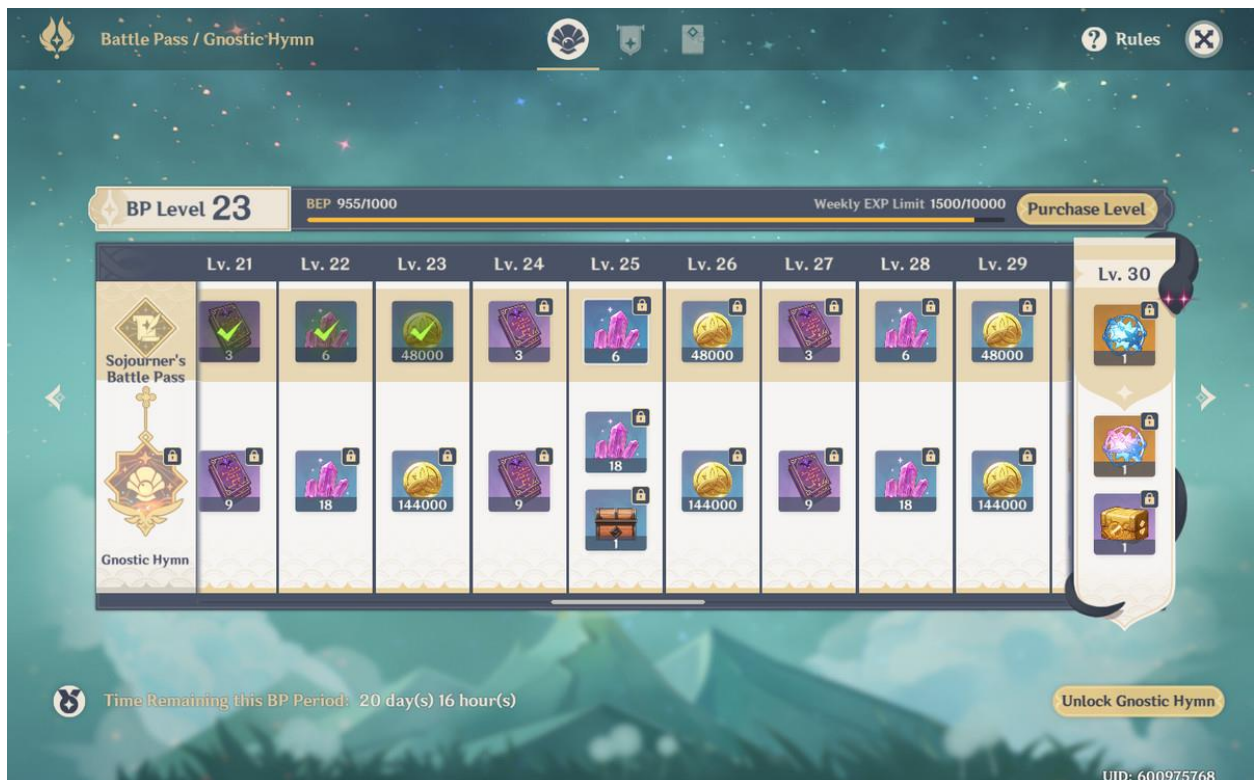 Battle Pass / Gnostic Hymn
? Rules
BP Level 23
BEP 955/1000
Weekly EXP Limit 1500/10000
Purchase Level
Lv. 21 Lv. 22 Lv. 23 Lv. 24 Lv. 25 Lv. 26 Lv. 27 Lv. 28 Lv. 29 Lv. 30
3 6 48000 3 6 48000 3 6 48000 1
Sojourner's
Battle Pass
18
9 18 144000 9 144000 9 18 144000 1
1 1
Gnostic Hymn
Time Remaining this BP Period: 20 day(s) 16 hour(s)
Unlock Gnostic Hymn
UID: 600975768